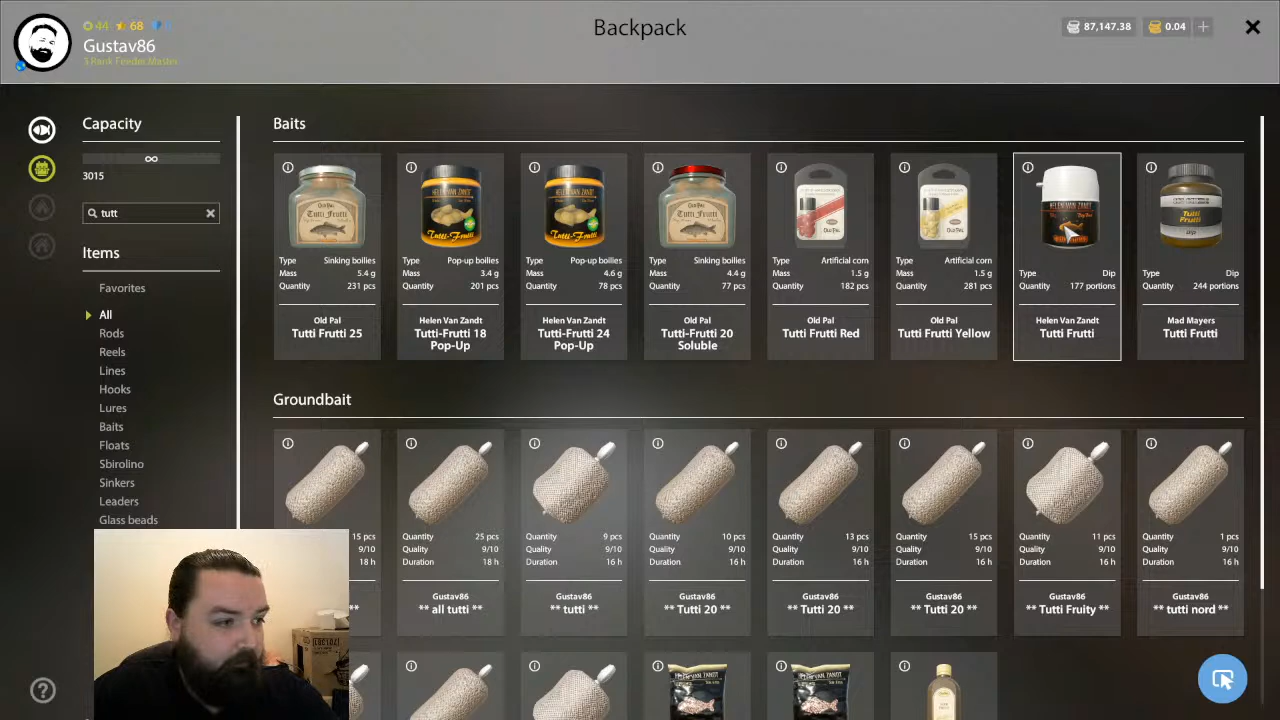 44 68
Gustav86
Backpack
87,147.38 0.04 +
Capacity
∞
3015
tutt
Items
Favorites
All
Rods
Reels
Lines
Hooks
Lures
Baits
Floats
Sbirolino
Sinkers
Leaders
Glass beads
Baits
Type Sinking boilies
Mass 5.4 g
Quantity 231 pcs
Old Pal
Tutti Frutti 25
Type Pop-up boilies
Mass 3.4 g
Quantity 201 pcs
Helen Van Zandt
Tutti-Frutti 18
Pop-Up
Type Pop-up boilies
Mass 4.6 g
Quantity 78 pcs
Helen Van Zandt
Tutti-Frutti 24
Pop-Up
Type Sinking boilies
Mass 4.4 g
Quantity 77 pcs
Old Pal
Tutti-Frutti 20
Soluble
Type Artificial corn
Mass 1.5 g
Quantity 182 pcs
Old Pal
Tutti Frutti Red
Type Artificial corn
Mass 1.5 g
Quantity 281 pcs
Old Pal
Tutti Frutti Yellow
Type Dip
Quantity 177 portions
Helen Van Zandt
Tutti Frutti
Tutti
Frutti
dip
Type Dip
Quantity 244 portions
Mad Mayers
Tutti Frutti
Groundbait
15 pcs
9/10
18 h
**
Quantity 25 pcs
Quality 9/10
Duration 18 h
Gustav86
** all tutti **
Quantity 9 pcs
Quality 9/10
Duration 16 h
Gustav86
** tutti **
Quantity 10 pcs
Quality 9/10
Duration 16 h
Gustav86
** Tutti 20 **
Quantity 13 pcs
Quality 9/10
Duration 16 h
Gustav86
** Tutti 20 **
Quantity 15 pcs
Quality 9/10
Duration 16 h
Gustav86
** Tutti 20 **
Quantity 11 pcs
Quality 9/10
Duration 16 h
Gustav86
** Tutti Fruity **
Quantity 1 pcs
Quality 9/10
Duration 16 h
Gustav86
** tutti nord **
?